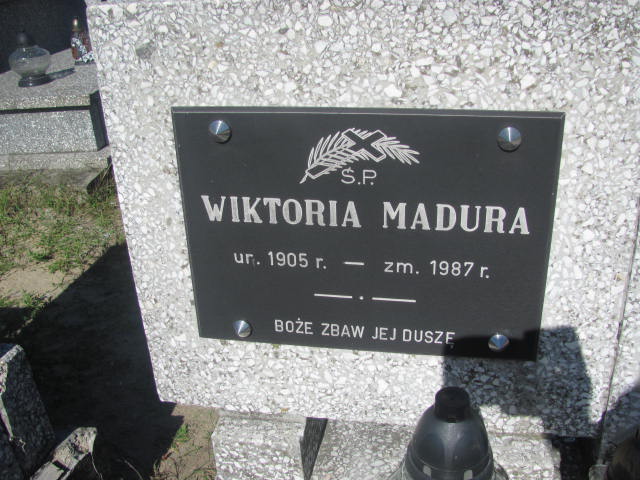 Ś.P.
WIKTORIA MADURA
ur. 1905 r. — zm. 1987 r.
BOŻE ZBAW JEJ DUSZĘ